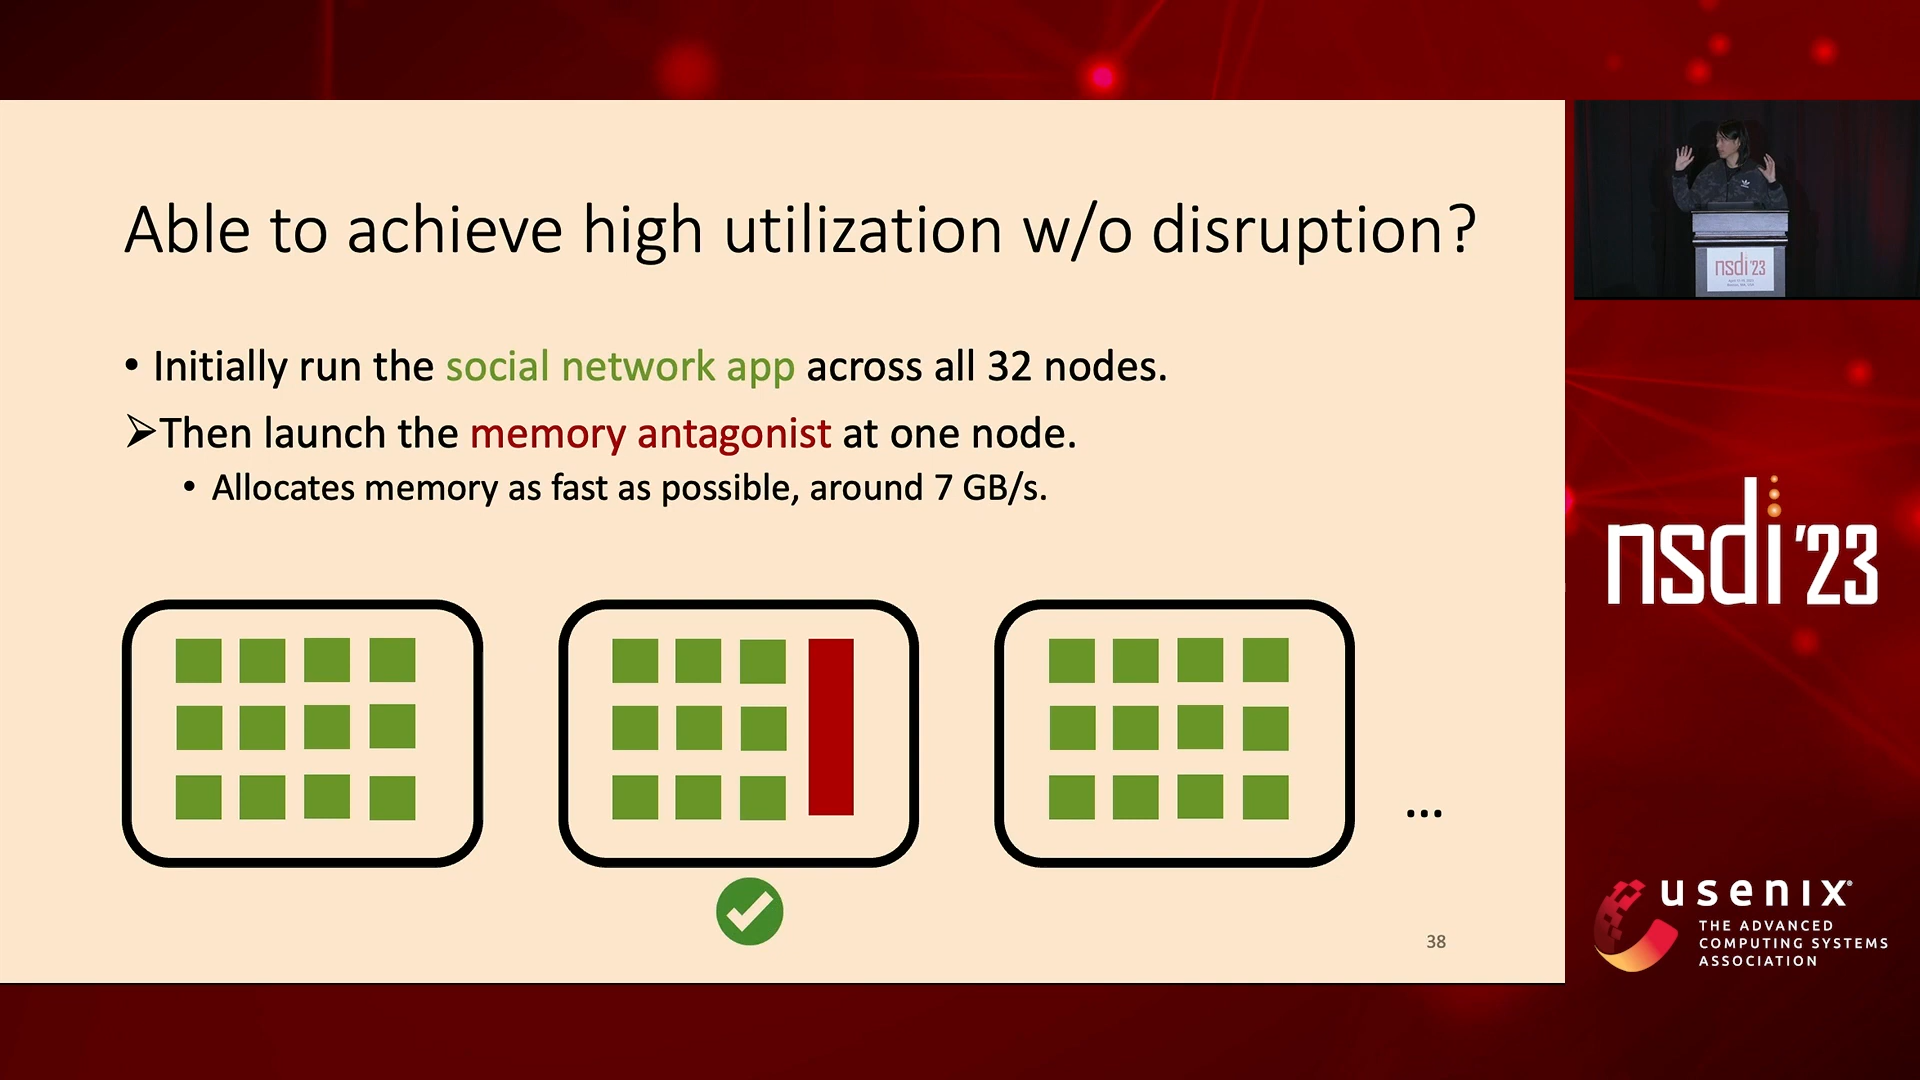 Able to achieve high utilization w/o disruption?
• Initially run the social network app across all 32 nodes.
➢Then launch the memory antagonist at one node.
• Allocates memory as fast as possible, around 7 GB/s.
...
38
nsdi'23
nsdi '23
usenix®
THE ADVANCED
COMPUTING SYSTEMS
ASSOCIATION